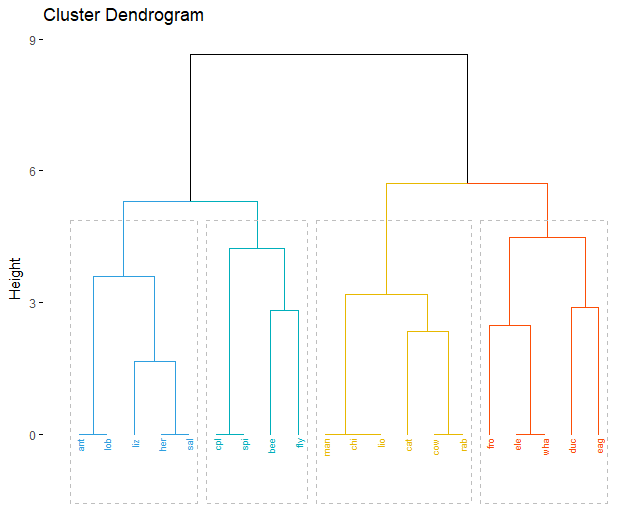 Cluster Dendrogram
9
6
3
0
Height
ant
lob
liz
her
sal
cpl
spi
bee
fly
man
chi
lio
cat
cow
rab
fro
ele
wha
duc
eag